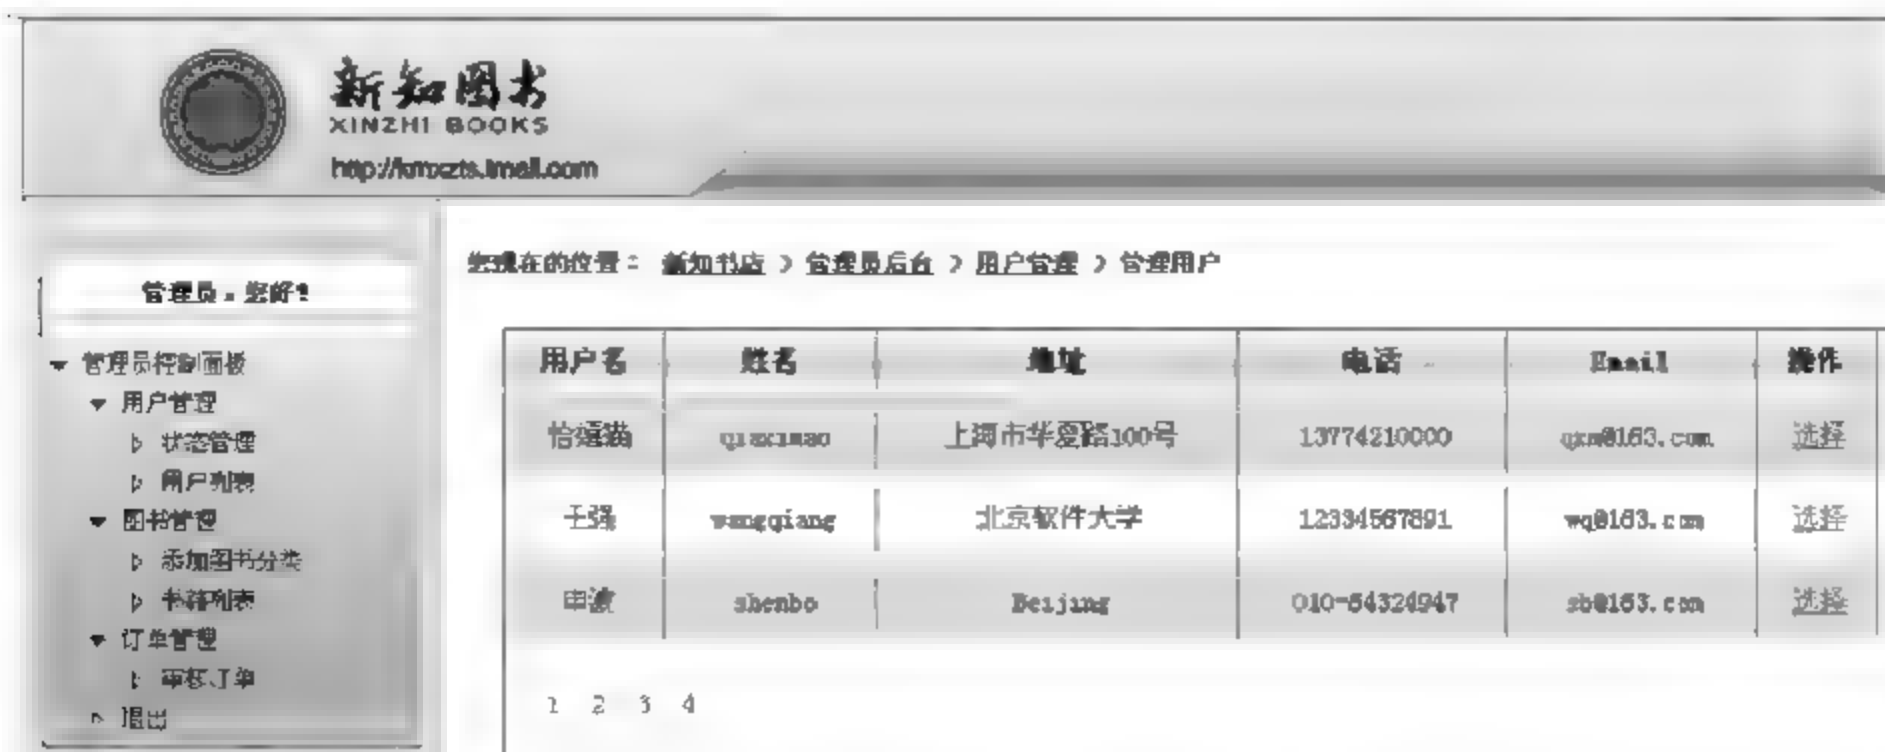 新知图书
XINZHI BOOKS
您现在的位置： 新知书店 > 管理员后台 > 用户管理 > 管理用户
管理员，您好！
管理员控制面板
用户管理
状态管理
用户列表
图书管理
添加图书分类
书籍列表
订单管理
审核订单
退出
用户名 姓名 地址 电话 Email 操作
上海市华夏路100号 13774210000 qxm@163.com 选择
王强 wangqiang 北京软件大学 12334567891 wq@163.com 选择
申波 shenbo Beijing 010-54324947 sb@163.com 选择
1 2 3 4